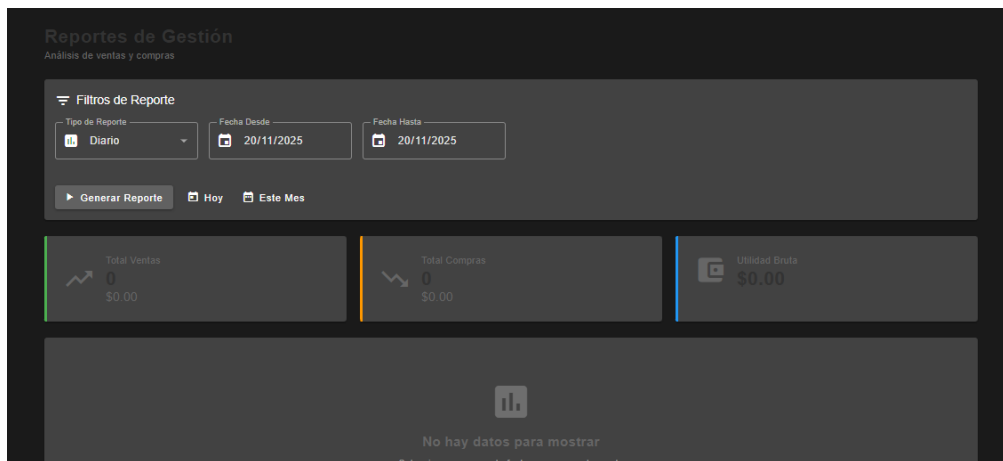 Reportes de Gestión
Análisis de ventas y compras
Filtros de Reporte
Tipo de Reporte
Diario
Fecha Desde
20/11/2025
Fecha Hasta
20/11/2025
Generar Reporte
Hoy
Este Mes
Total Ventas
0
$0.00
Total Compras
0
$0.00
Utilidad Bruta
$0.00
No hay datos para mostrar